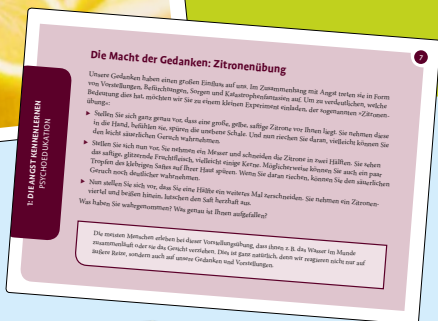 7
Die Macht der Gedanken: Zitronenübung
Unsere Gedanken haben einen großen Einfluss auf uns. Im Zusammenhang mit Angst treten sie in Form
von Vorstellungen, Befürchtungen, Sorgen und Katastrophenfantasien auf. Um zu verdeutlichen, welche
Bedeutung dies hat, möchten wir Sie zu einem kleinen Experiment einladen, der sogenannten »Zitronen-
übung«:
▶ Stellen Sie sich ganz genau vor, dass eine große, gelbe, saftige Zitrone vor Ihnen liegt. Sie nehmen diese
in die Hand, befühlen sie, spüren die unebene Schale. Und nun riechen Sie daran, vielleicht können Sie
den leicht säuerlichen Geruch wahrnehmen.
▶ Stellen Sie sich nun vor, Sie nehmen ein Messer und schneiden die Zitrone in zwei Hälften. Sie sehen
das saftige, glitzernde Fruchtfleisch, vielleicht einige Kerne. Möglicherweise können Sie auch ein paar
Tropfen des klebrigen Saftes auf Ihrer Haut spüren. Wenn Sie daran riechen, können Sie den säuerlichen
Geruch noch deutlicher wahrnehmen.
▶ Nun stellen Sie sich vor, dass Sie eine Hälfte ein weiteres Mal zerschneiden. Sie nehmen ein Zitronen-
viertel und beißen hinein, lutschen den Saft herzhaft aus.
Was haben Sie wahrgenommen? Was genau ist Ihnen aufgefallen?
Die meisten Menschen erleben bei dieser Vorstellungsübung, dass ihnen z. B. das Wasser im Munde
zusammenläuft oder sie das Gesicht verziehen. Dies ist ganz natürlich, denn wir reagieren nicht nur auf
äußere Reize, sondern auch auf unsere Gedanken und Vorstellungen.
1: DIE ANGST KENNENLERNEN
PSYCHOEDUKATION